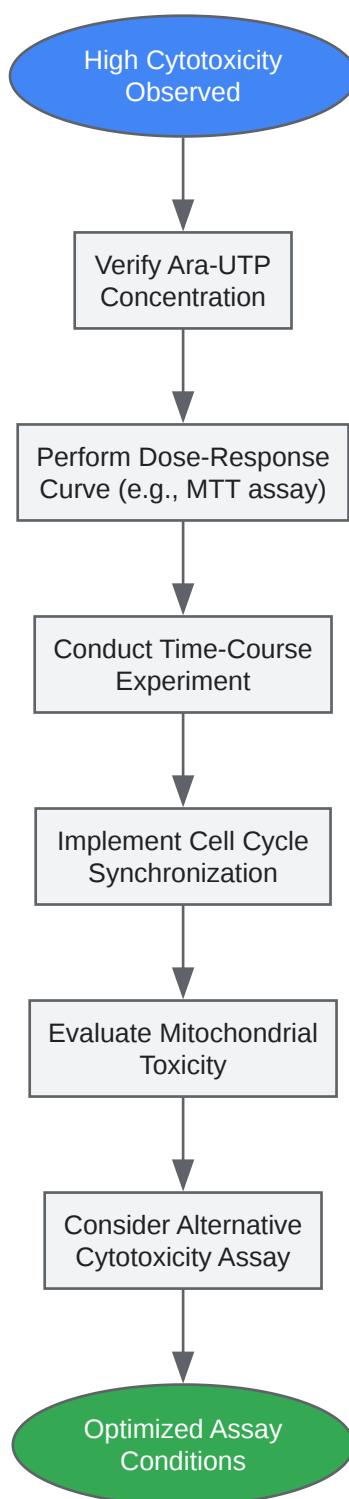 High Cytotoxicity
Observed
Verify Ara-UTP
Concentration
Perform Dose-Response
Curve (e.g., MTT assay)
Conduct Time-Course
Experiment
Implement Cell Cycle
Synchronization
Evaluate Mitochondrial
Toxicity
Consider Alternative
Cytotoxicity Assay
Optimized Assay
Conditions